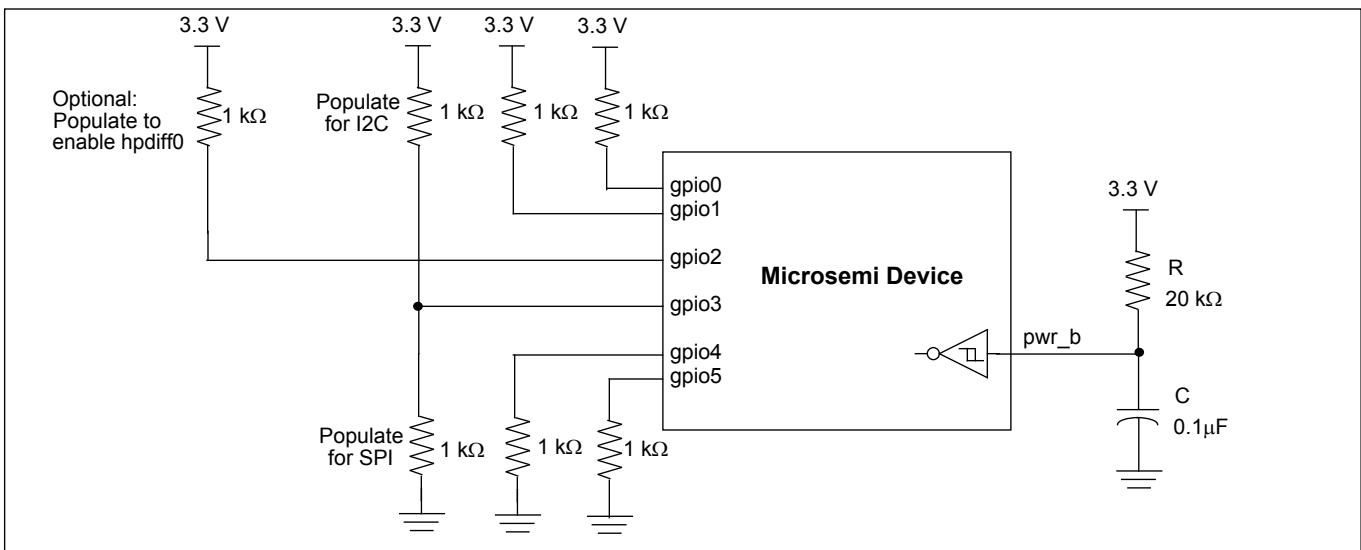 3.3 V
3.3 V
3.3 V
3.3 V
Optional:
Populate to
enable hpdiff0
1 kΩ
Populate
for I2C
1 kΩ
1 kΩ
1 kΩ
gpio0
gpio1
gpio2
gpio3
gpio4
gpio5
Microsemi Device
pwr_b
3.3 V
R
20 kΩ
C
0.1μF
Populate
for SPI
1 kΩ
1 kΩ
1 kΩ